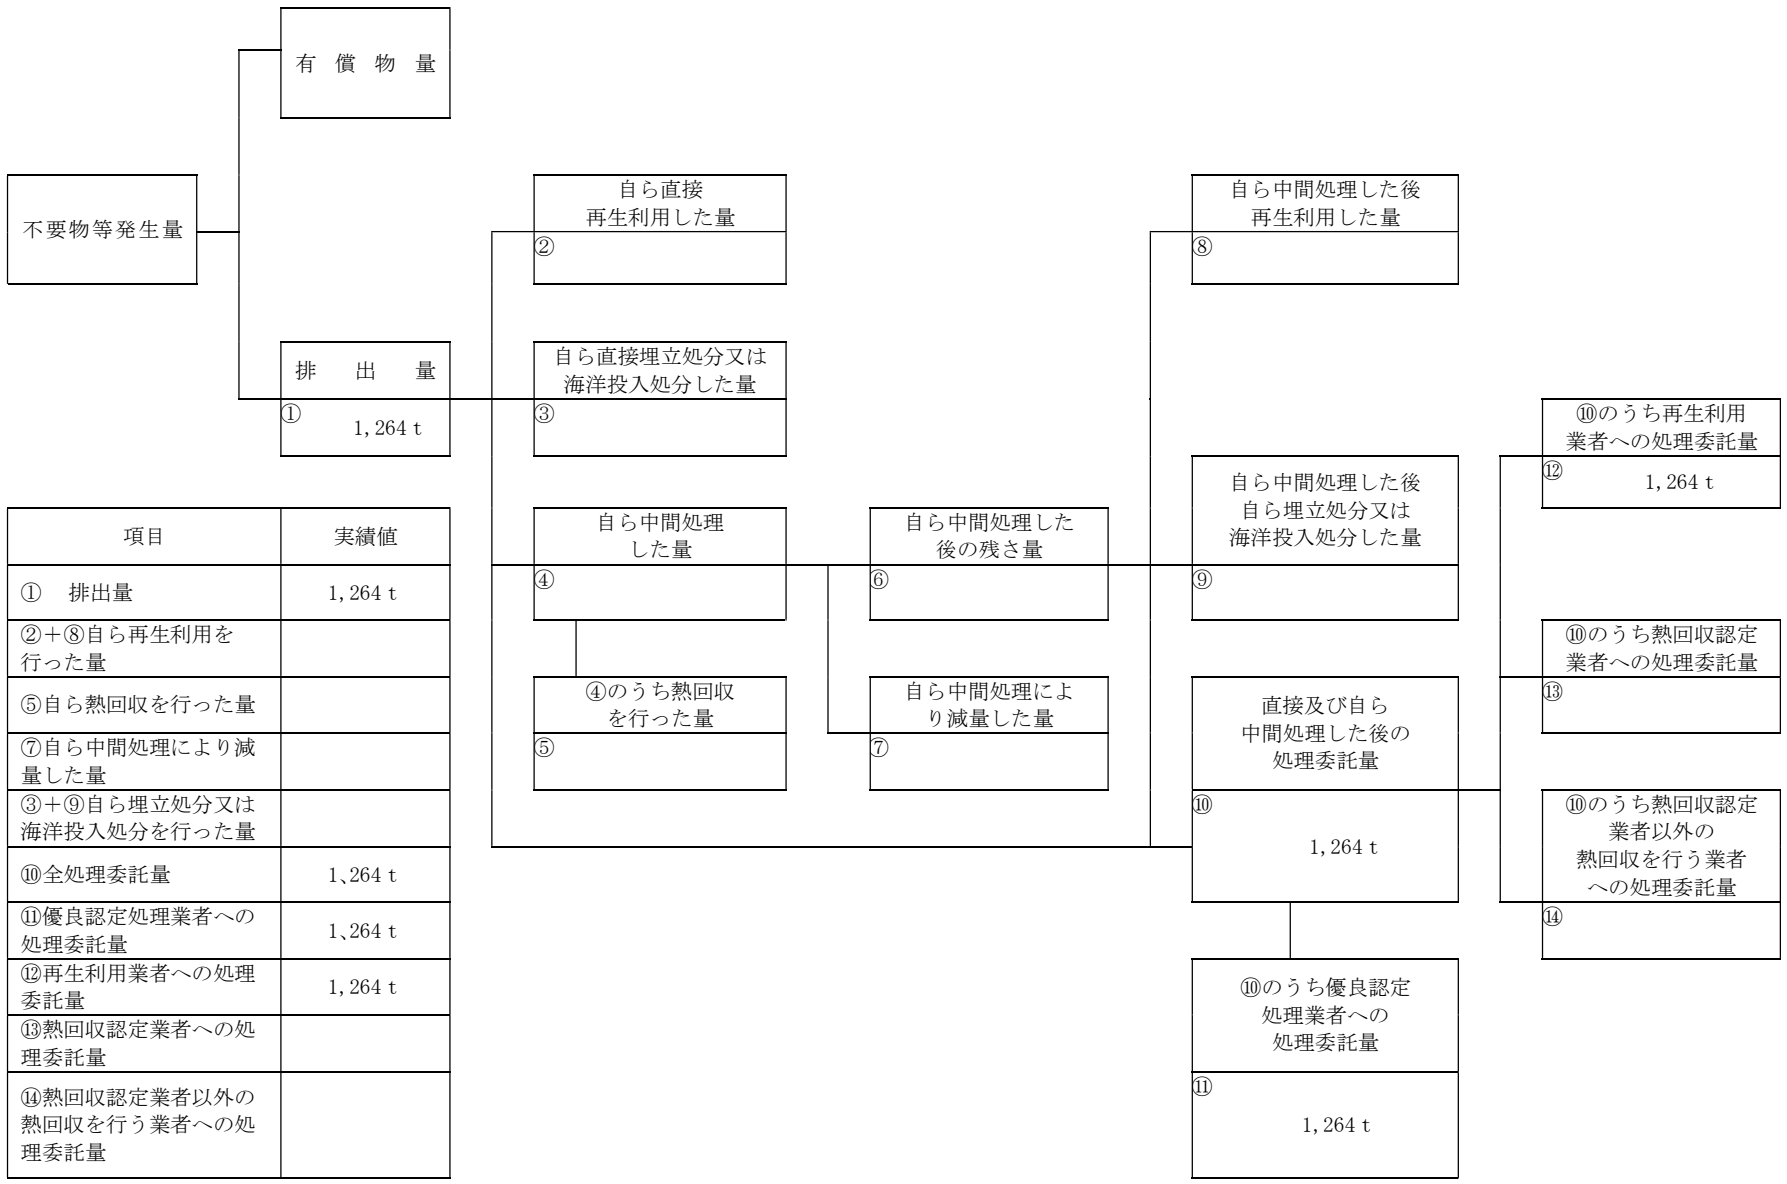 有償物量
不要物等発生量
自ら直接
再生利用した量
②
自ら中間処理した後
再生利用した量
⑧
排出量
①
1,264 t
自ら直接埋立処分又は
海洋投入処分した量
③
⑩のうち再生利用
業者への処理委託量
⑫
1,264 t
自ら中間処理
した量
④
自ら中間処理した
後の残さ量
⑥
自ら中間処理した後
自ら埋立処分又は
海洋投入処分した量
⑨
⑩のうち熱回収認定
業者への処理委託量
⑬
④のうち熱回収
を行った量
⑤
自ら中間処理によ
り減量した量
⑦
直接及び自ら
中間処理した後の
処理委託量
⑩
1,264 t
⑩のうち熱回収認定
業者以外の
熱回収を行う業者
への処理委託量
⑭
⑩のうち優良認定
処理業者への
処理委託量
⑪
1,264 t
項目 実績値
① 排出量 1,264 t
②+⑧自ら再生利用を
行った量
⑤自ら熱回収を行った量
⑦自ら中間処理により減
量した量
③+⑨自ら埋立処分又は
海洋投入処分を行った量
⑩全処理委託量 1、264 t
⑪優良認定処理業者への
処理委託量
1、264 t
⑫再生利用業者への処理
委託量
1,264 t
⑬熱回収認定業者への処
理委託量
⑭熱回収認定業者以外の
熱回収を行う業者への処
理委託量